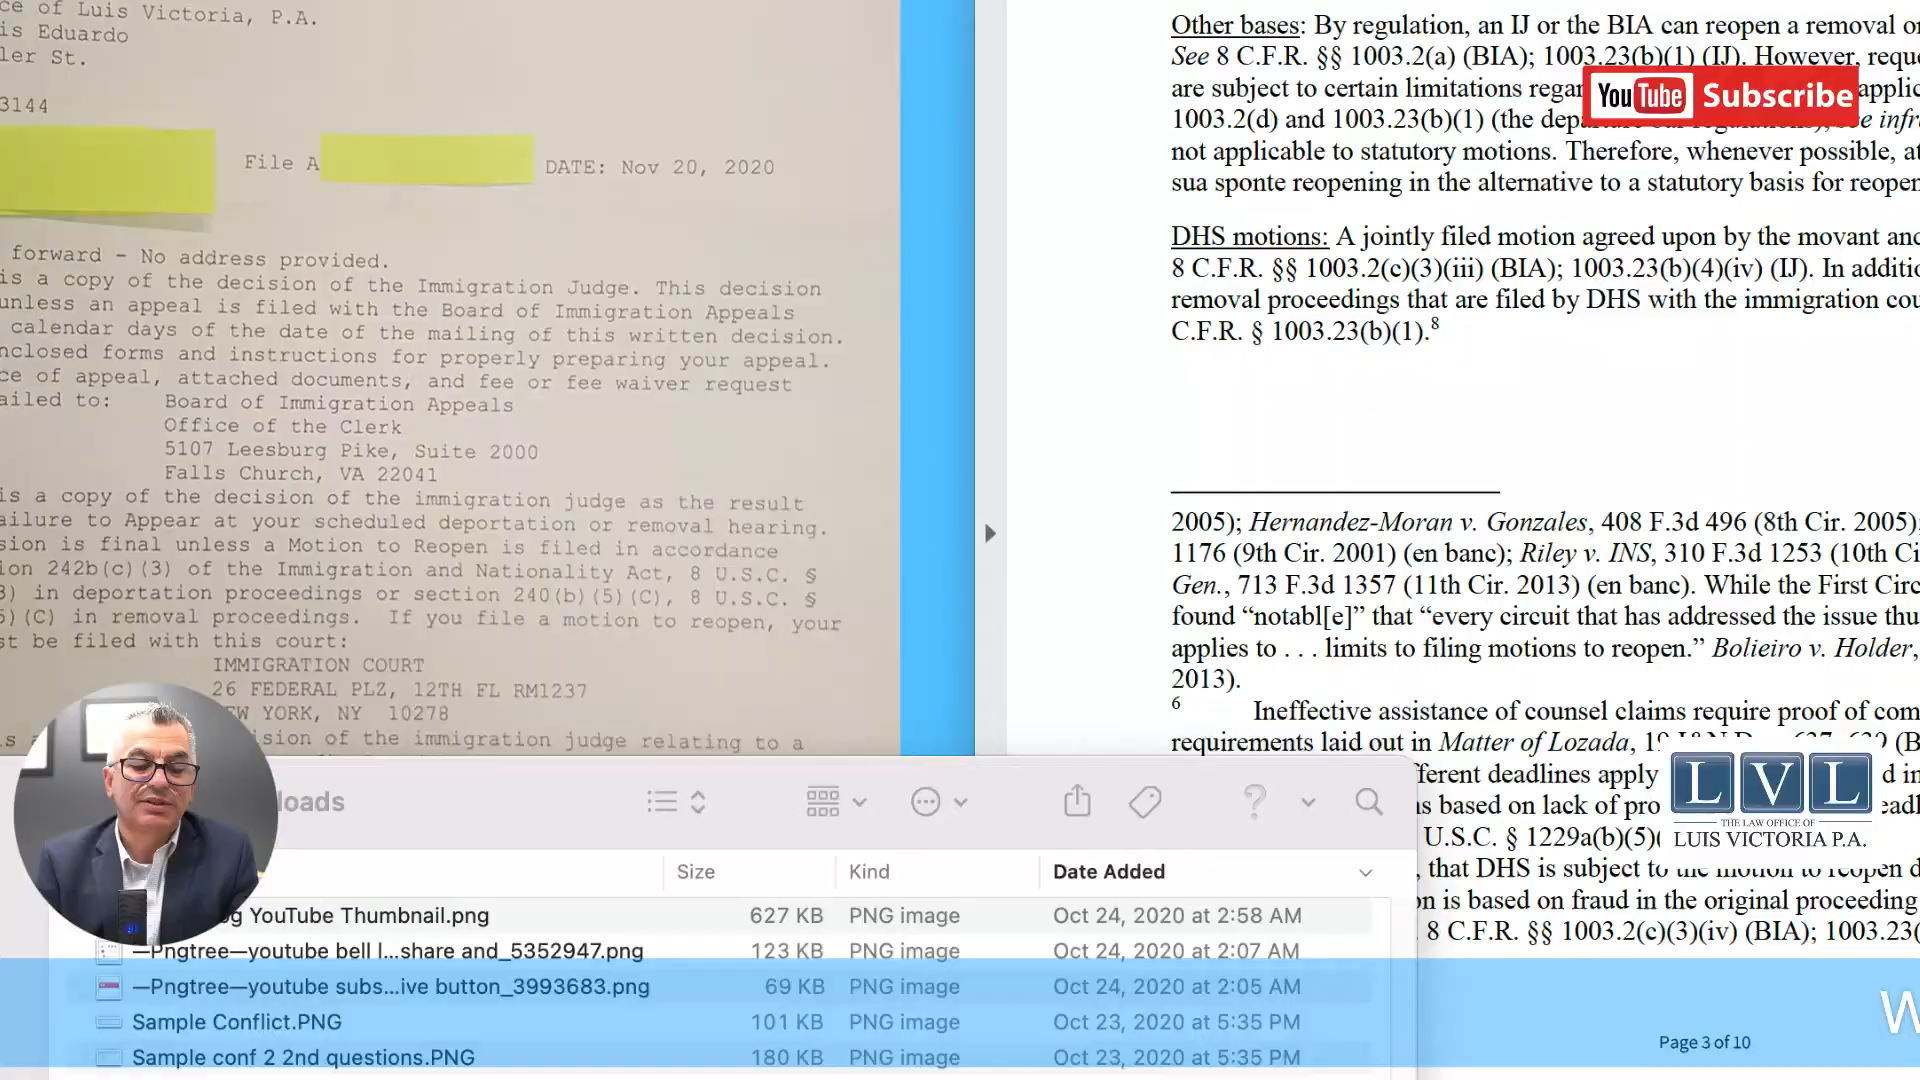 ce of Luis Victoria, P.A.
is Eduardo
ler St.
3144
File A
DATE: Nov 20, 2020
forward - No address provided.
is a copy of the decision of the Immigration Judge. This decision
unless an appeal is filed with the Board of Immigration Appeals
calendar days of the date of the mailing of this written decision.
nclosed forms and instructions for properly preparing your appeal.
ce of appeal, attached documents, and fee or fee waiver request
ailed to: Board of Immigration Appeals
Office of the Clerk
5107 Leesburg Pike, Suite 2000
Falls Church, VA 22041
is a copy of the decision of the immigration judge as the result
ailure to Appear at your scheduled deportation or removal hearing.
sion is final unless a Motion to Reopen is filed in accordance
ion 242b(c)(3) of the Immigration and Nationality Act, 8 U.S.C. §
3) in deportation proceedings or section 240(b)(5)(C), 8 U.S.C. §
5)(C) in removal proceedings. If you file a motion to reopen, your
st be filed with this court:
IMMIGRATION COURT
26 FEDERAL PLZ, 12TH FL RM1237
EW YORK, NY 10278
ision of the immigration judge relating to a
Other bases: By regulation, an IJ or the BIA can reopen a removal or
See 8 C.F.R. §§ 1003.2(a) (BIA); 1003.23(b)(1) (IJ). However, reque
are subject to certain limitations regar applic
1003.2(d) and 1003.23(b)(1) (the infr
not applicable to statutory motions. Therefore, whenever possible, at
sua sponte reopening in the alternative to a statutory basis for reopen
DHS motions: A jointly filed motion agreed upon by the movant and
8 C.F.R. §§ 1003.2(c)(3)(iii) (BIA); 1003.23(b)(4)(iv) (IJ). In additio
removal proceedings that are filed by DHS with the immigration cou
C.F.R. § 1003.23(b)(1).8
2005); Hernandez-Moran v. Gonzales, 408 F.3d 496 (8th Cir. 2005);
1176 (9th Cir. 2001) (en banc); Riley v. INS, 310 F.3d 1253 (10th Ci
Gen., 713 F.3d 1357 (11th Cir. 2013) (en banc). While the First Circ
found “notabl[e]” that “every circuit that has addressed the issue thu
applies to . . . limits to filing motions to reopen.” Bolieiro v. Holder,
2013).
6 Ineffective assistance of counsel claims require proof of com
requirements laid out in Matter of Lozada, (B
fferent deadlines apply d in
s based on lack of pro eadl
U.S.C. § 1229a(b)(5)(
, that DHS is subject to the motion to reopen d
n is based on fraud in the original proceeding
8 C.F.R. §§ 1003.2(c)(3)(iv) (BIA); 1003.23(
Page 3 of 10
W
YouTube Subscribe
LVL
THE LAW OFFICE OF
LUIS VICTORIA P.A.
loads
Size Kind Date Added
g YouTube Thumbnail.png 627 KB PNG image Oct 24, 2020 at 2:58 AM
—Pngtree—youtube bell l...share and_5352947.png 123 KB PNG image Oct 24, 2020 at 2:07 AM
—Pngtree—youtube subs...ive button_3993683.png 69 KB PNG image Oct 24, 2020 at 2:05 AM
Sample Conflict.PNG 101 KB PNG image Oct 23, 2020 at 5:35 PM
Sample conf 2 2nd questions.PNG 180 KB PNG image Oct 23, 2020 at 5:35 PM